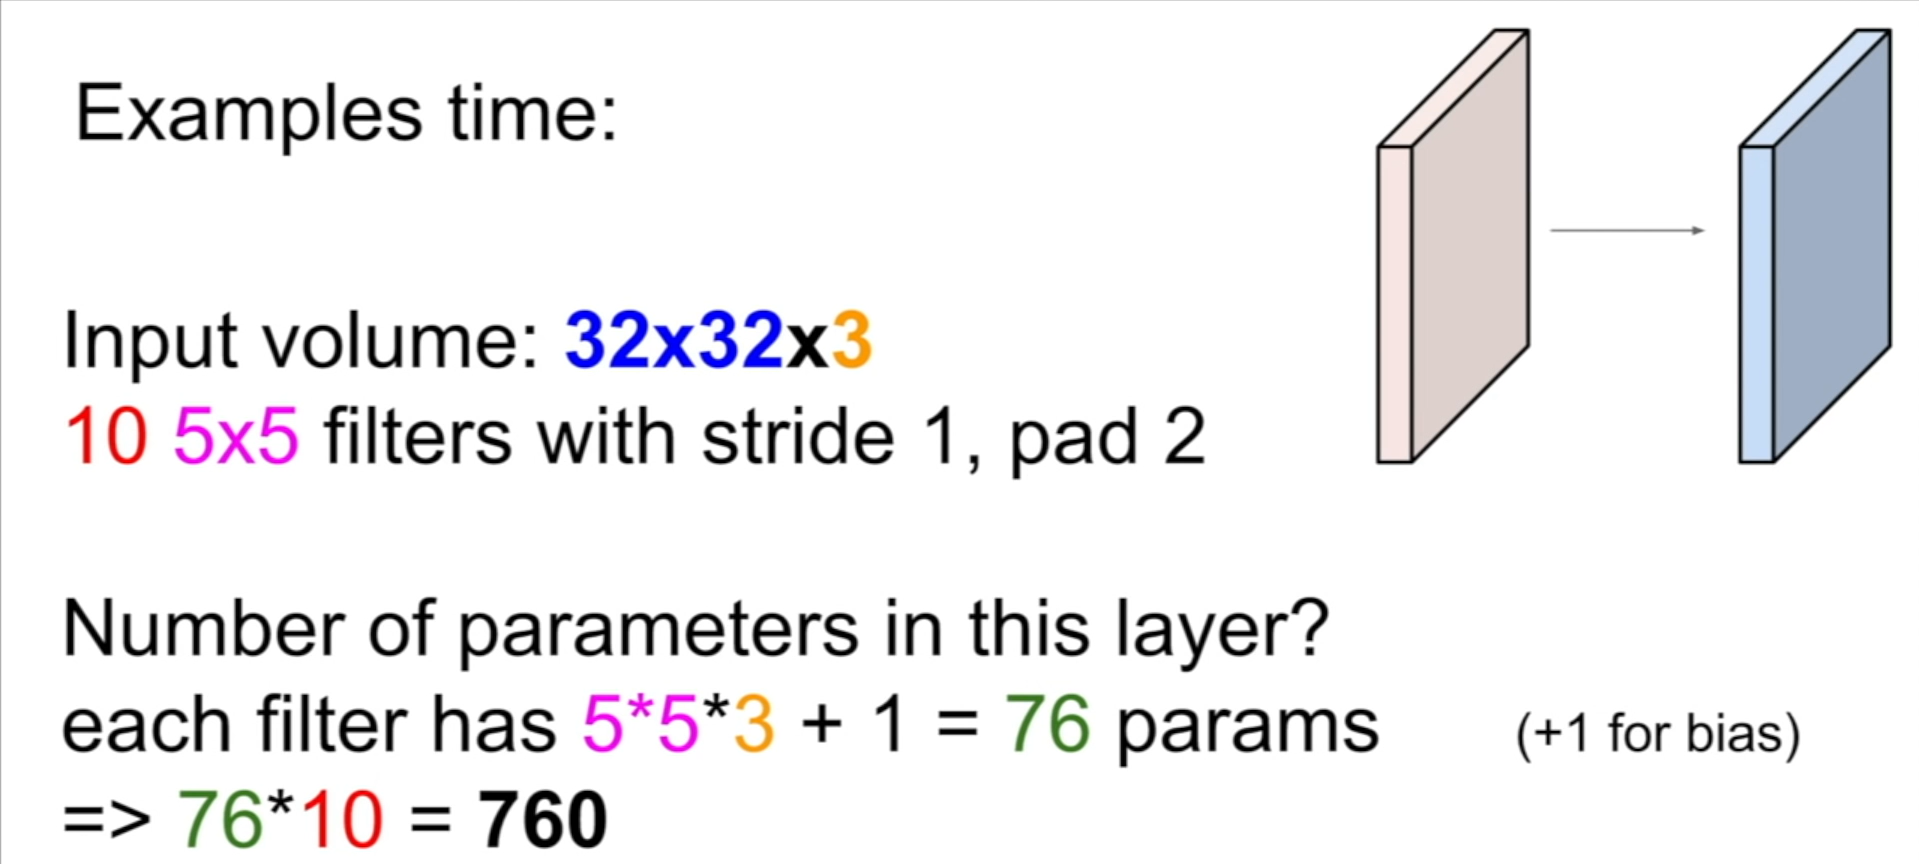 Examples time:
Input volume: 32x32x3
10 5x5 filters with stride 1, pad 2
Number of parameters in this layer?
each filter has 5*5*3 + 1 = 76 params (+1 for bias)
=> 76*10 = 760